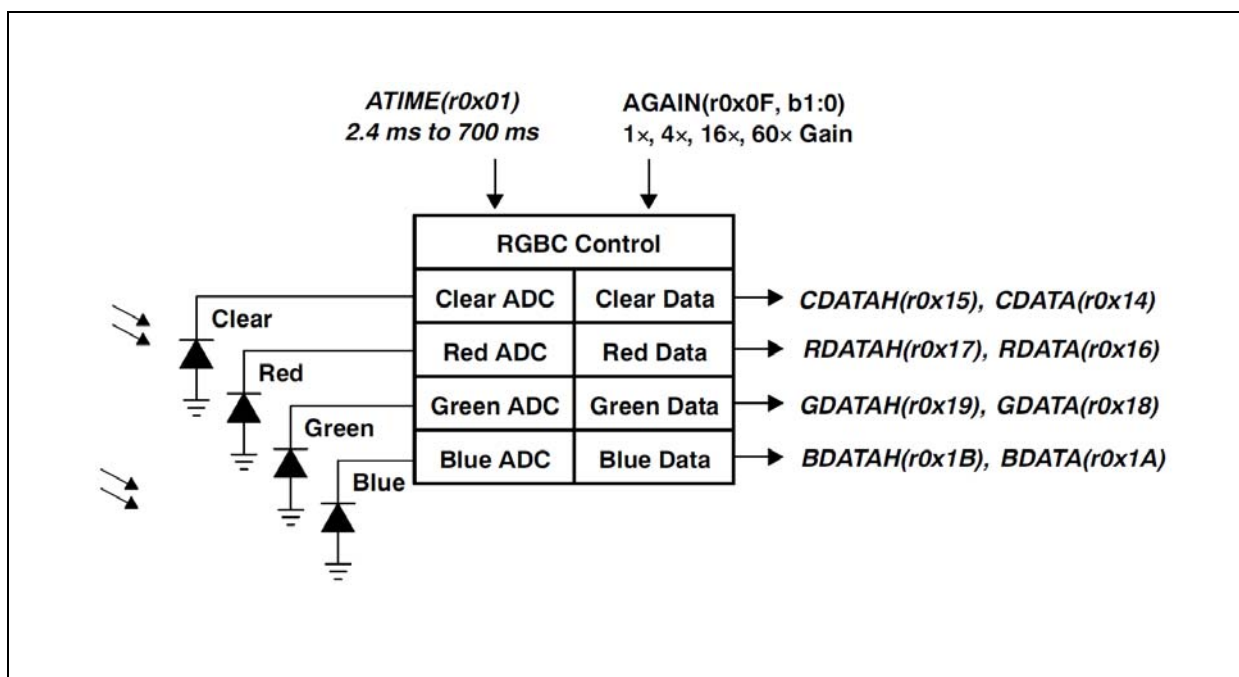 ATIME(r0x01)
2.4 ms to 700 ms
AGAIN(r0x0F, b1:0)
1×, 4×, 16×, 60× Gain
RGBC Control
Clear
Clear ADC
Clear Data
CDATAH(r0x15), CDATA(r0x14)
Red
Red ADC
Red Data
RDATAH(r0x17), RDATA(r0x16)
Green
Green ADC
Green Data
GDATAH(r0x19), GDATA(r0x18)
Blue
Blue ADC
Blue Data
BDATAH(r0x1B), BDATA(r0x1A)